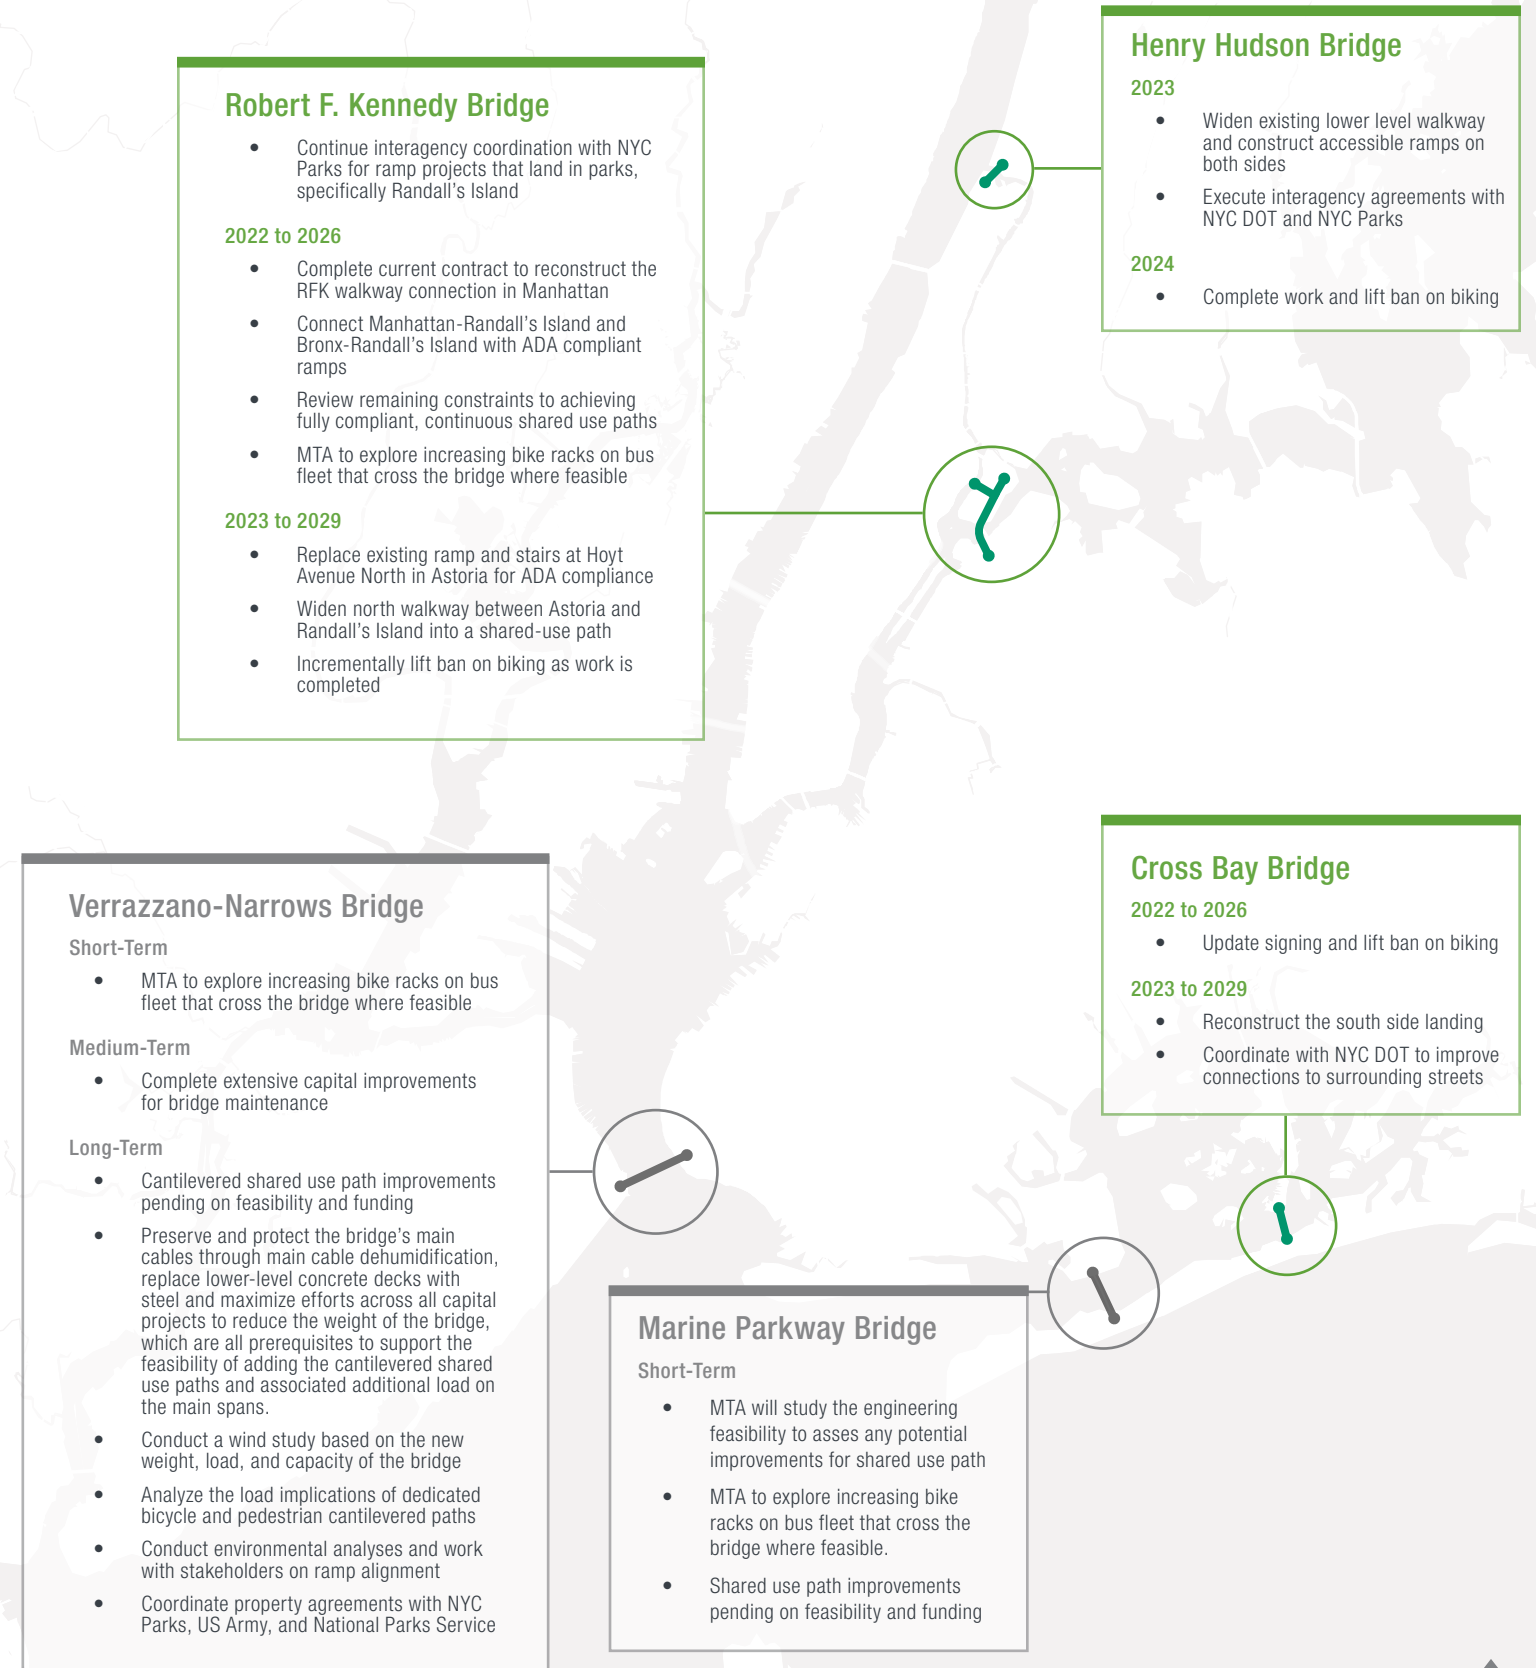 Robert F. Kennedy Bridge
• Continue interagency coordination with NYC
Parks for ramp projects that land in parks,
specifically Randall's Island
2022 to 2026
• Complete current contract to reconstruct the
RFK walkway connection in Manhattan
• Connect Manhattan-Randall's Island and
Bronx-Randall's Island with ADA compliant
ramps
• Review remaining constraints to achieving
fully compliant, continuous shared use paths
• MTA to explore increasing bike racks on bus
fleet that cross the bridge where feasible
2023 to 2029
• Replace existing ramp and stairs at Hoyt
Avenue North in Astoria for ADA compliance
• Widen north walkway between Astoria and
Randall's Island into a shared-use path
• Incrementally lift ban on biking as work is
completed
Henry Hudson Bridge
2023
• Widen existing lower level walkway
and construct accessible ramps on
both sides
• Execute interagency agreements with
NYC DOT and NYC Parks
2024
• Complete work and lift ban on biking
Verrazzano-Narrows Bridge
Short-Term
• MTA to explore increasing bike racks on bus
fleet that cross the bridge where feasible
Medium-Term
• Complete extensive capital improvements
for bridge maintenance
Long-Term
• Cantilevered shared use path improvements
pending on feasibility and funding
• Preserve and protect the bridge's main
cables through main cable dehumidification,
replace lower-level concrete decks with
steel and maximize efforts across all capital
projects to reduce the weight of the bridge,
which are all prerequisites to support the
feasibility of adding the cantilevered shared
use paths and associated additional load on
the main spans.
• Conduct a wind study based on the new
weight, load, and capacity of the bridge
• Analyze the load implications of dedicated
bicycle and pedestrian cantilevered paths
• Conduct environmental analyses and work
with stakeholders on ramp alignment
• Coordinate property agreements with NYC
Parks, US Army, and National Parks Service
Cross Bay Bridge
2022 to 2026
• Update signing and lift ban on biking
2023 to 2029
• Reconstruct the south side landing
• Coordinate with NYC DOT to improve
connections to surrounding streets
Marine Parkway Bridge
Short-Term
• MTA will study the engineering
feasibility to asses any potential
improvements for shared use path
• MTA to explore increasing bike
racks on bus fleet that cross the
bridge where feasible.
• Shared use path improvements
pending on feasibility and funding